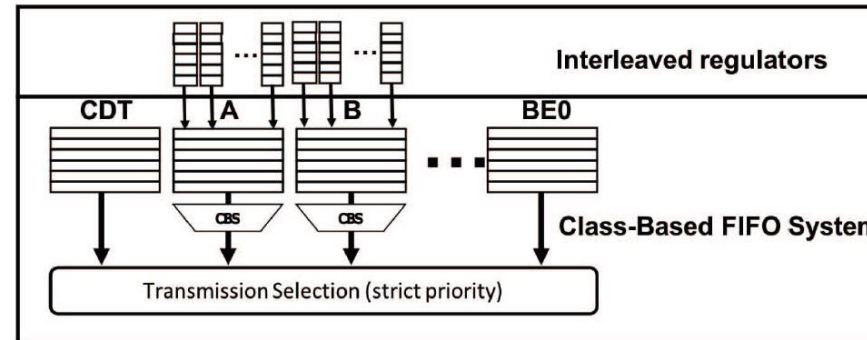 Interleaved regulators
CDT
A
B
BE0
CBS
CBS
Class-Based FIFO System
Transmission Selection (strict priority)